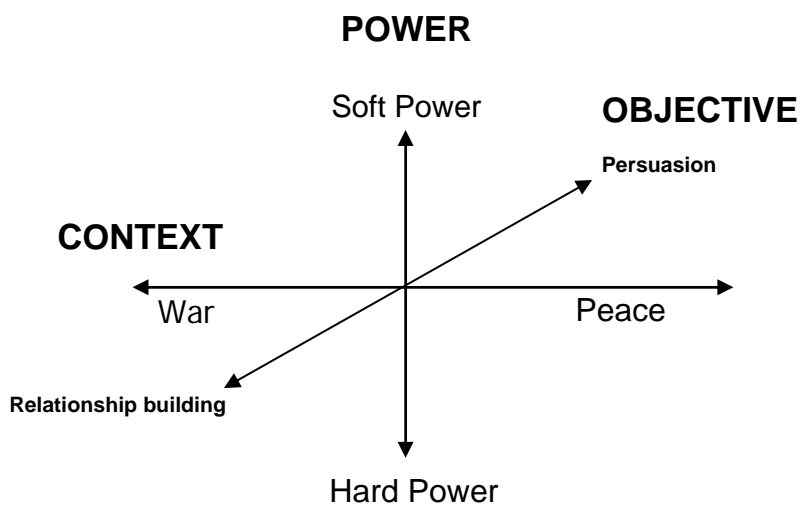 POWER
Soft Power
OBJECTIVE
Persuasion
CONTEXT
War
Peace
Relationship building
Hard Power